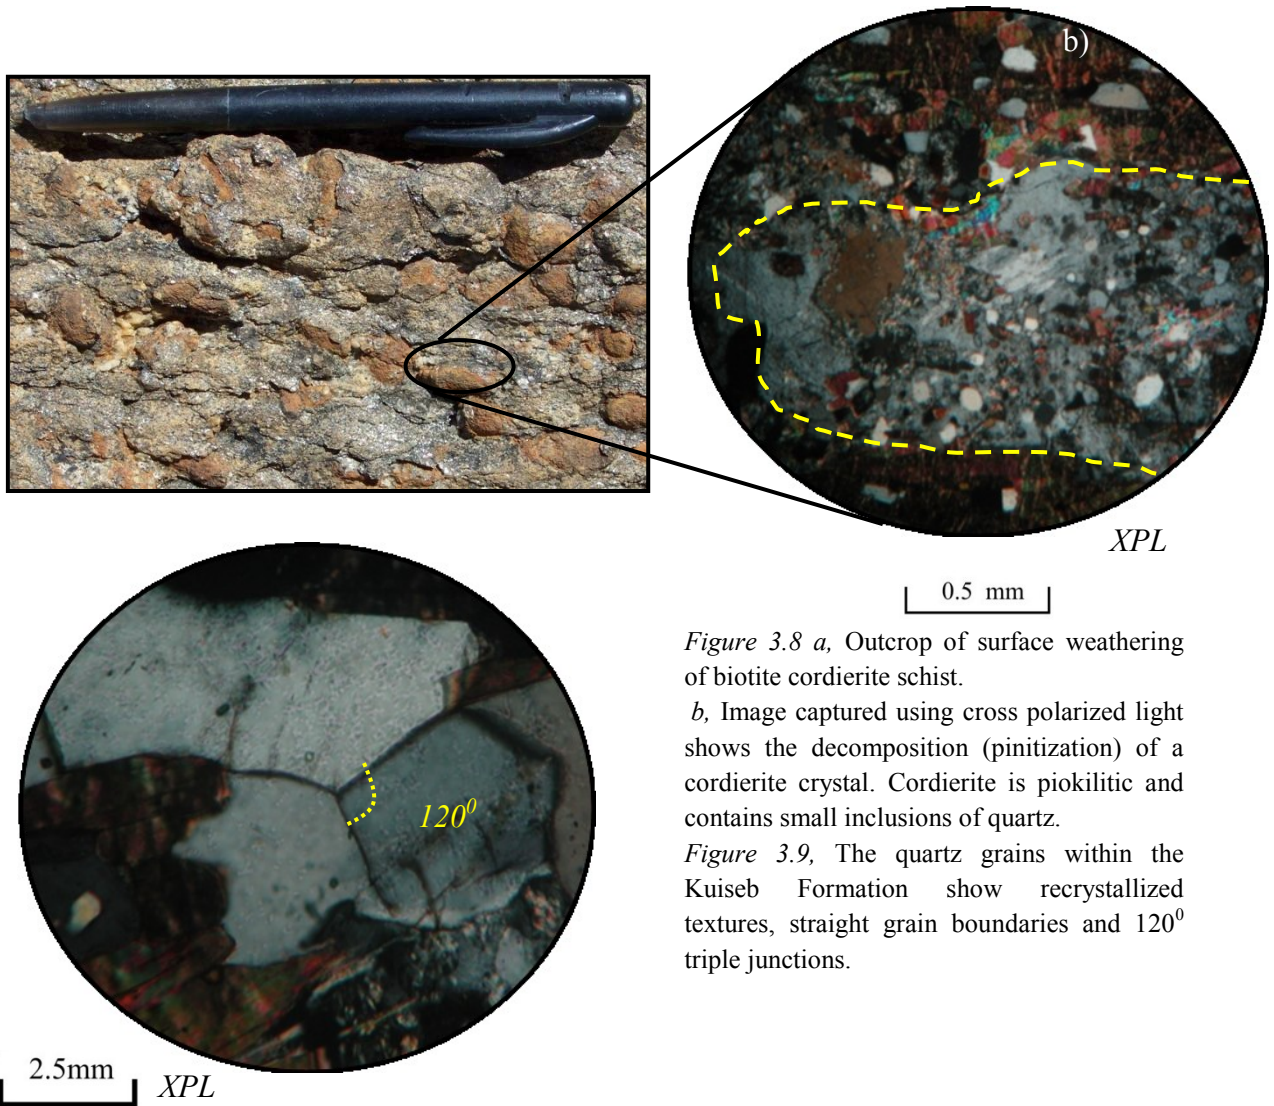 b)
XPL
0.5 mm
Figure 3.8 a, Outcrop of surface weathering
of biotite cordierite schist.
b, Image captured using cross polarized light
shows the decomposition (pinitization) of a
cordierite crystal. Cordierite is piokilitic and
contains small inclusions of quartz.
Figure 3.9, The quartz grains within the
Kuiseb Formation show recrystallized
textures, straight grain boundaries and 120⁰
triple junctions.
120⁰
2.5mm
XPL